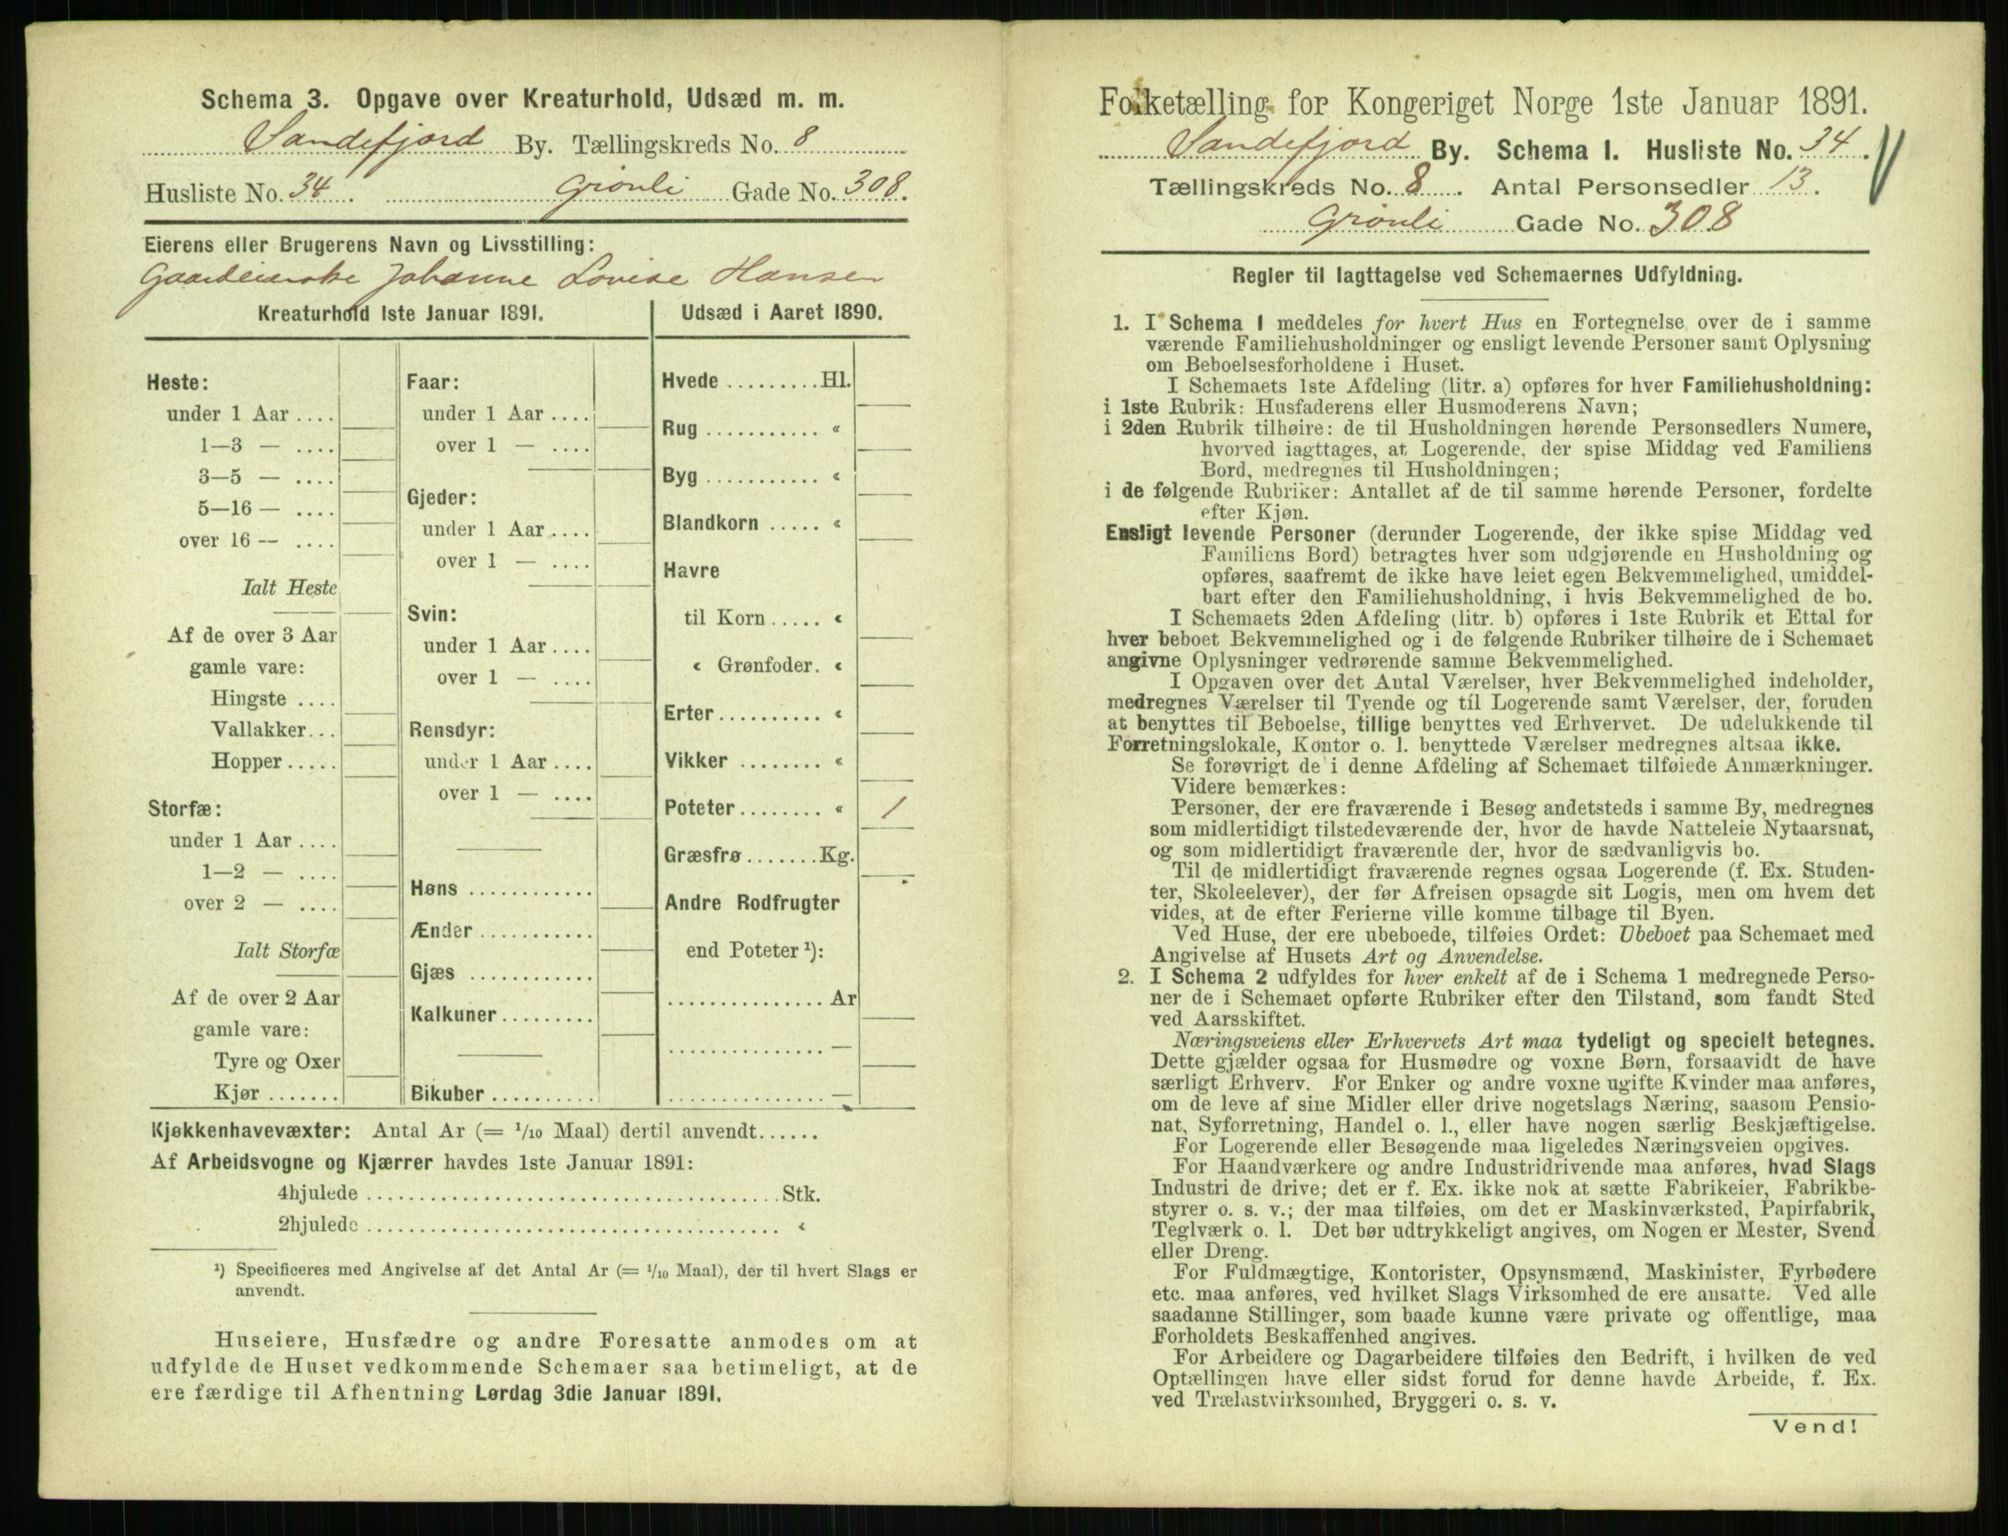 Schema 3. Opgave over Kreaturhold, Udsæd m. m.
Sandefjord By. Tællingskreds No. 8
Husliste No. 34. Grønli Gade No. 308.
Eierens eller Brugerens Navn og Livsstilling:
Gaardeierske Johanne Lovise Hansen
Kreaturhold 1ste Januar 1891.
Heste:
under 1 Aar ....
1—3 — ....
3—5 — ....
5—16 — ....
over 16 — ....
Ialt Heste
Af de over 3 Aar
gamle vare:
Hingste ....
Vallakker...
Hopper.....
Storfæ:
under 1 Aar ....
1—2 — ....
over 2 — ....
Ialt Storfæ
Af de over 2 Aar
gamle vare:
Tyre og Oxer
Kjør .......
Faar:
under 1 Aar ....
over 1 — ....
Gjeder:
under 1 Aar....
over 1 — ....
Svin:
under 1 Aar....
over 1 — ....
Rensdyr:
under 1 Aar ....
over 1 — ....
Høns ............
Ænder ...........
Gjæs ............
Kalkuner.........
Bikuber ..........
Udsæd i Aaret 1890.
Hvede .........Hl.
Rug ........... «
Byg ........... «
Blandkorn ..... «
Havre
til Korn ..... «
« Grønfoder. «
Erter.......... «
Vikker ........ «
Poteter........ « 1
Græsfrø.......Kg.
Andre Rodfrugter
end Poteter ¹):
............... Ar
............... —
............... —
Kjøkkenhavevæxter: Antal Ar (= 1/10 Maal) dertil anvendt......
Af Arbeidsvogne og Kjærrer havdes 1ste Januar 1891:
4hjulede ........................................Stk.
2hjulede ........................................ «
¹) Specificeres med Angivelse af det Antal Ar (= 1/10 Maal), der til hvert Slags er
anvendt.
Huseiere, Husfædre og andre Foresatte anmodes om at
udfylde de Huset vedkommende Schemaer saa betimeligt, at de
ere færdige til Afhentning Lørdag 3die Januar 1891.
Folketælling for Kongeriget Norge 1ste Januar 1891.
Sandefjord By. Schema 1. Husliste No. 34.
Tællingskreds No. 8. Antal Personsedler 13.
Grønli Gade No. 308
Regler til Iagttagelse ved Schemaernes Udfyldning.
1. I Schema 1 meddeles for hvert Hus en Fortegnelse over de i samme
værende Familiehusholdninger og ensligt levende Personer samt Oplysning
om Beboelsesforholdene i Huset.
I Schemaets 1ste Afdeling (litr. a) opføres for hver Familiehusholdning:
i 1ste Rubrik: Husfaderens eller Husmoderens Navn;
i 2den Rubrik tilhøire: de til Husholdningen hørende Personsedlers Numere,
hvorved iagttages, at Logerende, der spise Middag ved Familiens
Bord, medregnes til Husholdningen;
i de følgende Rubriker: Antallet af de til samme hørende Personer, fordelte
efter Kjøn.
Ensligt levende Personer (derunder Logerende, der ikke spise Middag ved
Familiens Bord) betragtes hver som udgjørende en Husholdning og
opføres, saafremt de ikke have leiet egen Bekvemmelighed, umiddel-
bart efter den Familiehusholdning, i hvis Bekvemmelighed de bo.
I Schemaets 2den Afdeling (litr. b) opføres i 1ste Rubrik et Ettal for
hver beboet Bekvemmelighed og i de følgende Rubriker tilhøire de i Schemaet
angivne Oplysninger vedrørende samme Bekvemmelighed.
I Opgaven over det Antal Værelser, hver Bekvemmelighed indeholder,
medregnes Værelser til Tyende og til Logerende samt Værelser, der, foruden
at benyttes til Beboelse, tillige benyttes ved Erhvervet. De udelukkende til
Forretningslokale, Kontor o. l. benyttede Værelser medregnes altsaa ikke.
Se forøvrigt de i denne Afdeling af Schemaet tilføiede Anmærkninger.
Videre bemærkes:
Personer, der ere fraværende i Besøg andetsteds i samme By, medregnes
som midlertidigt tilstedeværende der, hvor de havde Natteleie Nytaarsnat,
og som midlertidigt fraværende der, hvor de sædvanligvis bo.
Til de midlertidigt fraværende regnes ogsaa Logerende (f. Ex. Studen-
ter, Skoleelever), der før Afreisen opsagde sit Logis, men om hvem det
vides, at de efter Ferierne ville komme tilbage til Byen.
Ved Huse, der ere ubeboede, tilføies Ordet: Ubeboet paa Schemaet med
Angivelse af Husets Art og Anvendelse.
2. I Schema 2 udfyldes for hver enkelt af de i Schema 1 medregnede Perso-
ner de i Schemaet opførte Rubriker efter den Tilstand, som fandt Sted
ved Aarsskiftet.
Næringsveiens eller Erhvervets Art maa tydeligt og specielt betegnes.
Dette gjælder ogsaa for Husmødre og voxne Børn, forsaavidt de have
særligt Erhverv. For Enker og andre voxne ugifte Kvinder maa anføres,
om de leve af sine Midler eller drive nogetslags Næring, saasom Pensio-
nat, Syforretning, Handel o. l., eller have nogen særlig Beskjæftigelse.
For Logerende eller Besøgende maa ligeledes Næringsveien opgives.
For Haandværkere og andre Industridrivende maa anføres, hvad Slags
Industri de drive; det er f. Ex. ikke nok at sætte Fabrikeier, Fabrikbe-
styrer o. s. v.; der maa tilføies, om det er Maskinværksted, Papirfabrik,
Teglværk o. l. Det bør udtrykkeligt angives, om Nogen er Mester, Svend
eller Dreng.
For Fuldmægtige, Kontorister, Opsynsmænd, Maskinister, Fyrbødere
etc. maa anføres, ved hvilket Slags Virksomhed de ere ansatte. Ved alle
saadanne Stillinger, som baade kunne være private og offentlige, maa
Forholdets Beskaffenhed angives.
For Arbeidere og Dagarbeidere tilføies den Bedrift, i hvilken de ved
Optællingen have eller sidst forud for denne havde Arbeide, f. Ex.
ved Trælastvirksomhed, Bryggeri o. s. v.
Vend!